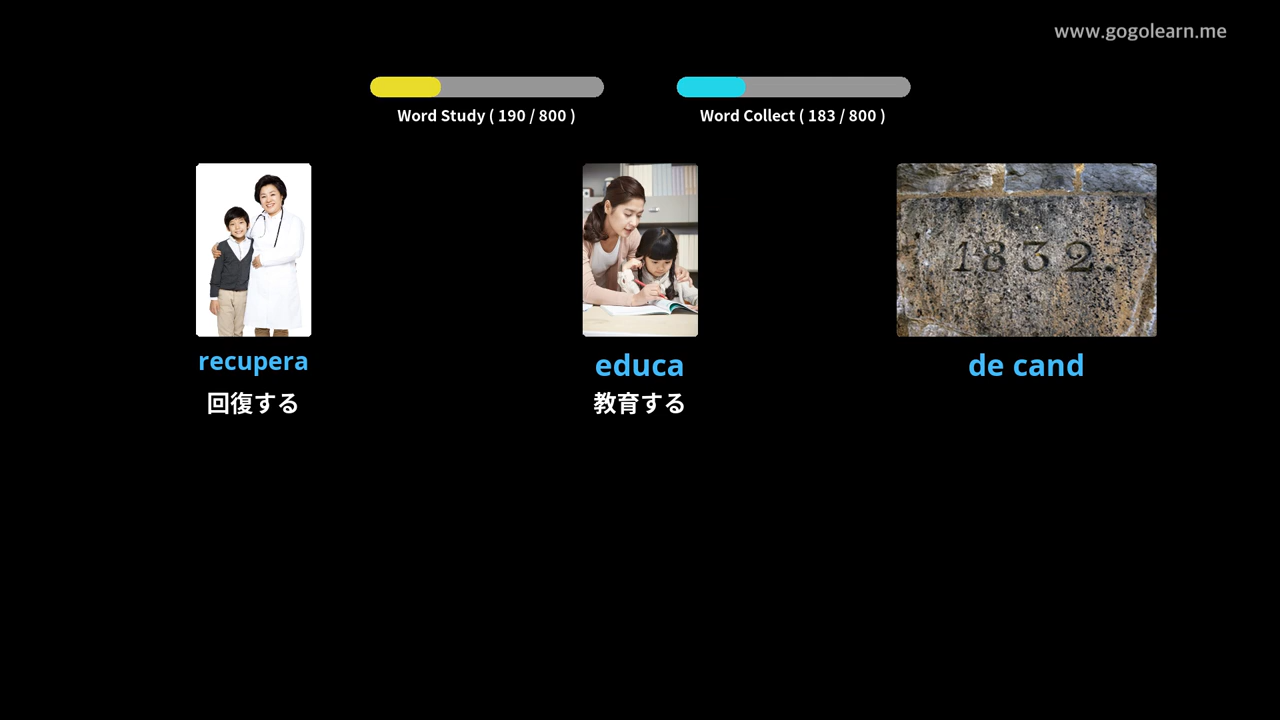 www.gogolearn.me
Word Study ( 190 / 800 )
Word Collect ( 183 / 800 )
1832.
recupera
educa
de cand
回復する
教育する